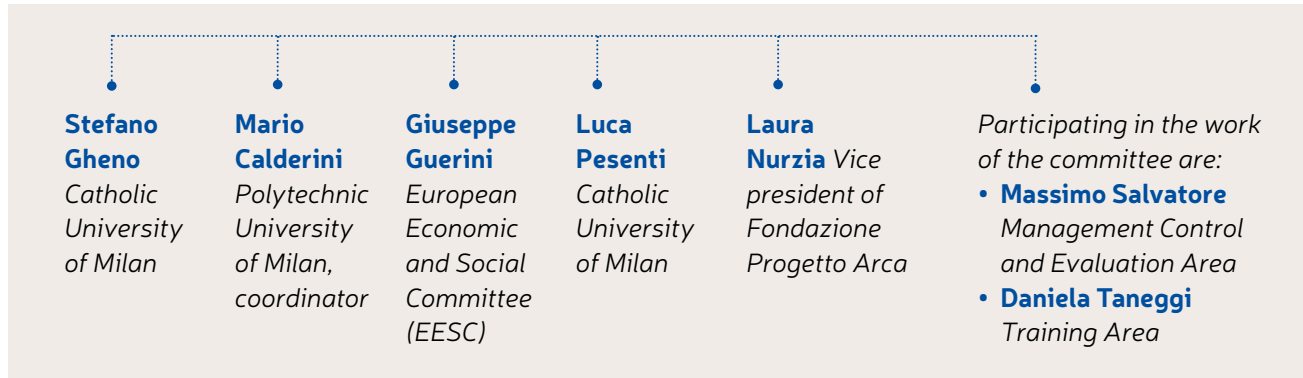 Stefano
Gheno
Catholic
University
of Milan
Mario
Calderini
Polytechnic
University
of Milan,
coordinator
Giuseppe
Guerini
European
Economic
and Social
Committee
(EESC)
Luca
Pesenti
Catholic
University
of Milan
Laura
Nurzia Vice
president of
Fondazione
Progetto Arca
Participating in the work
of the committee are:
• Massimo Salvatore
Management Control
and Evaluation Area
• Daniela Taneggi
Training Area